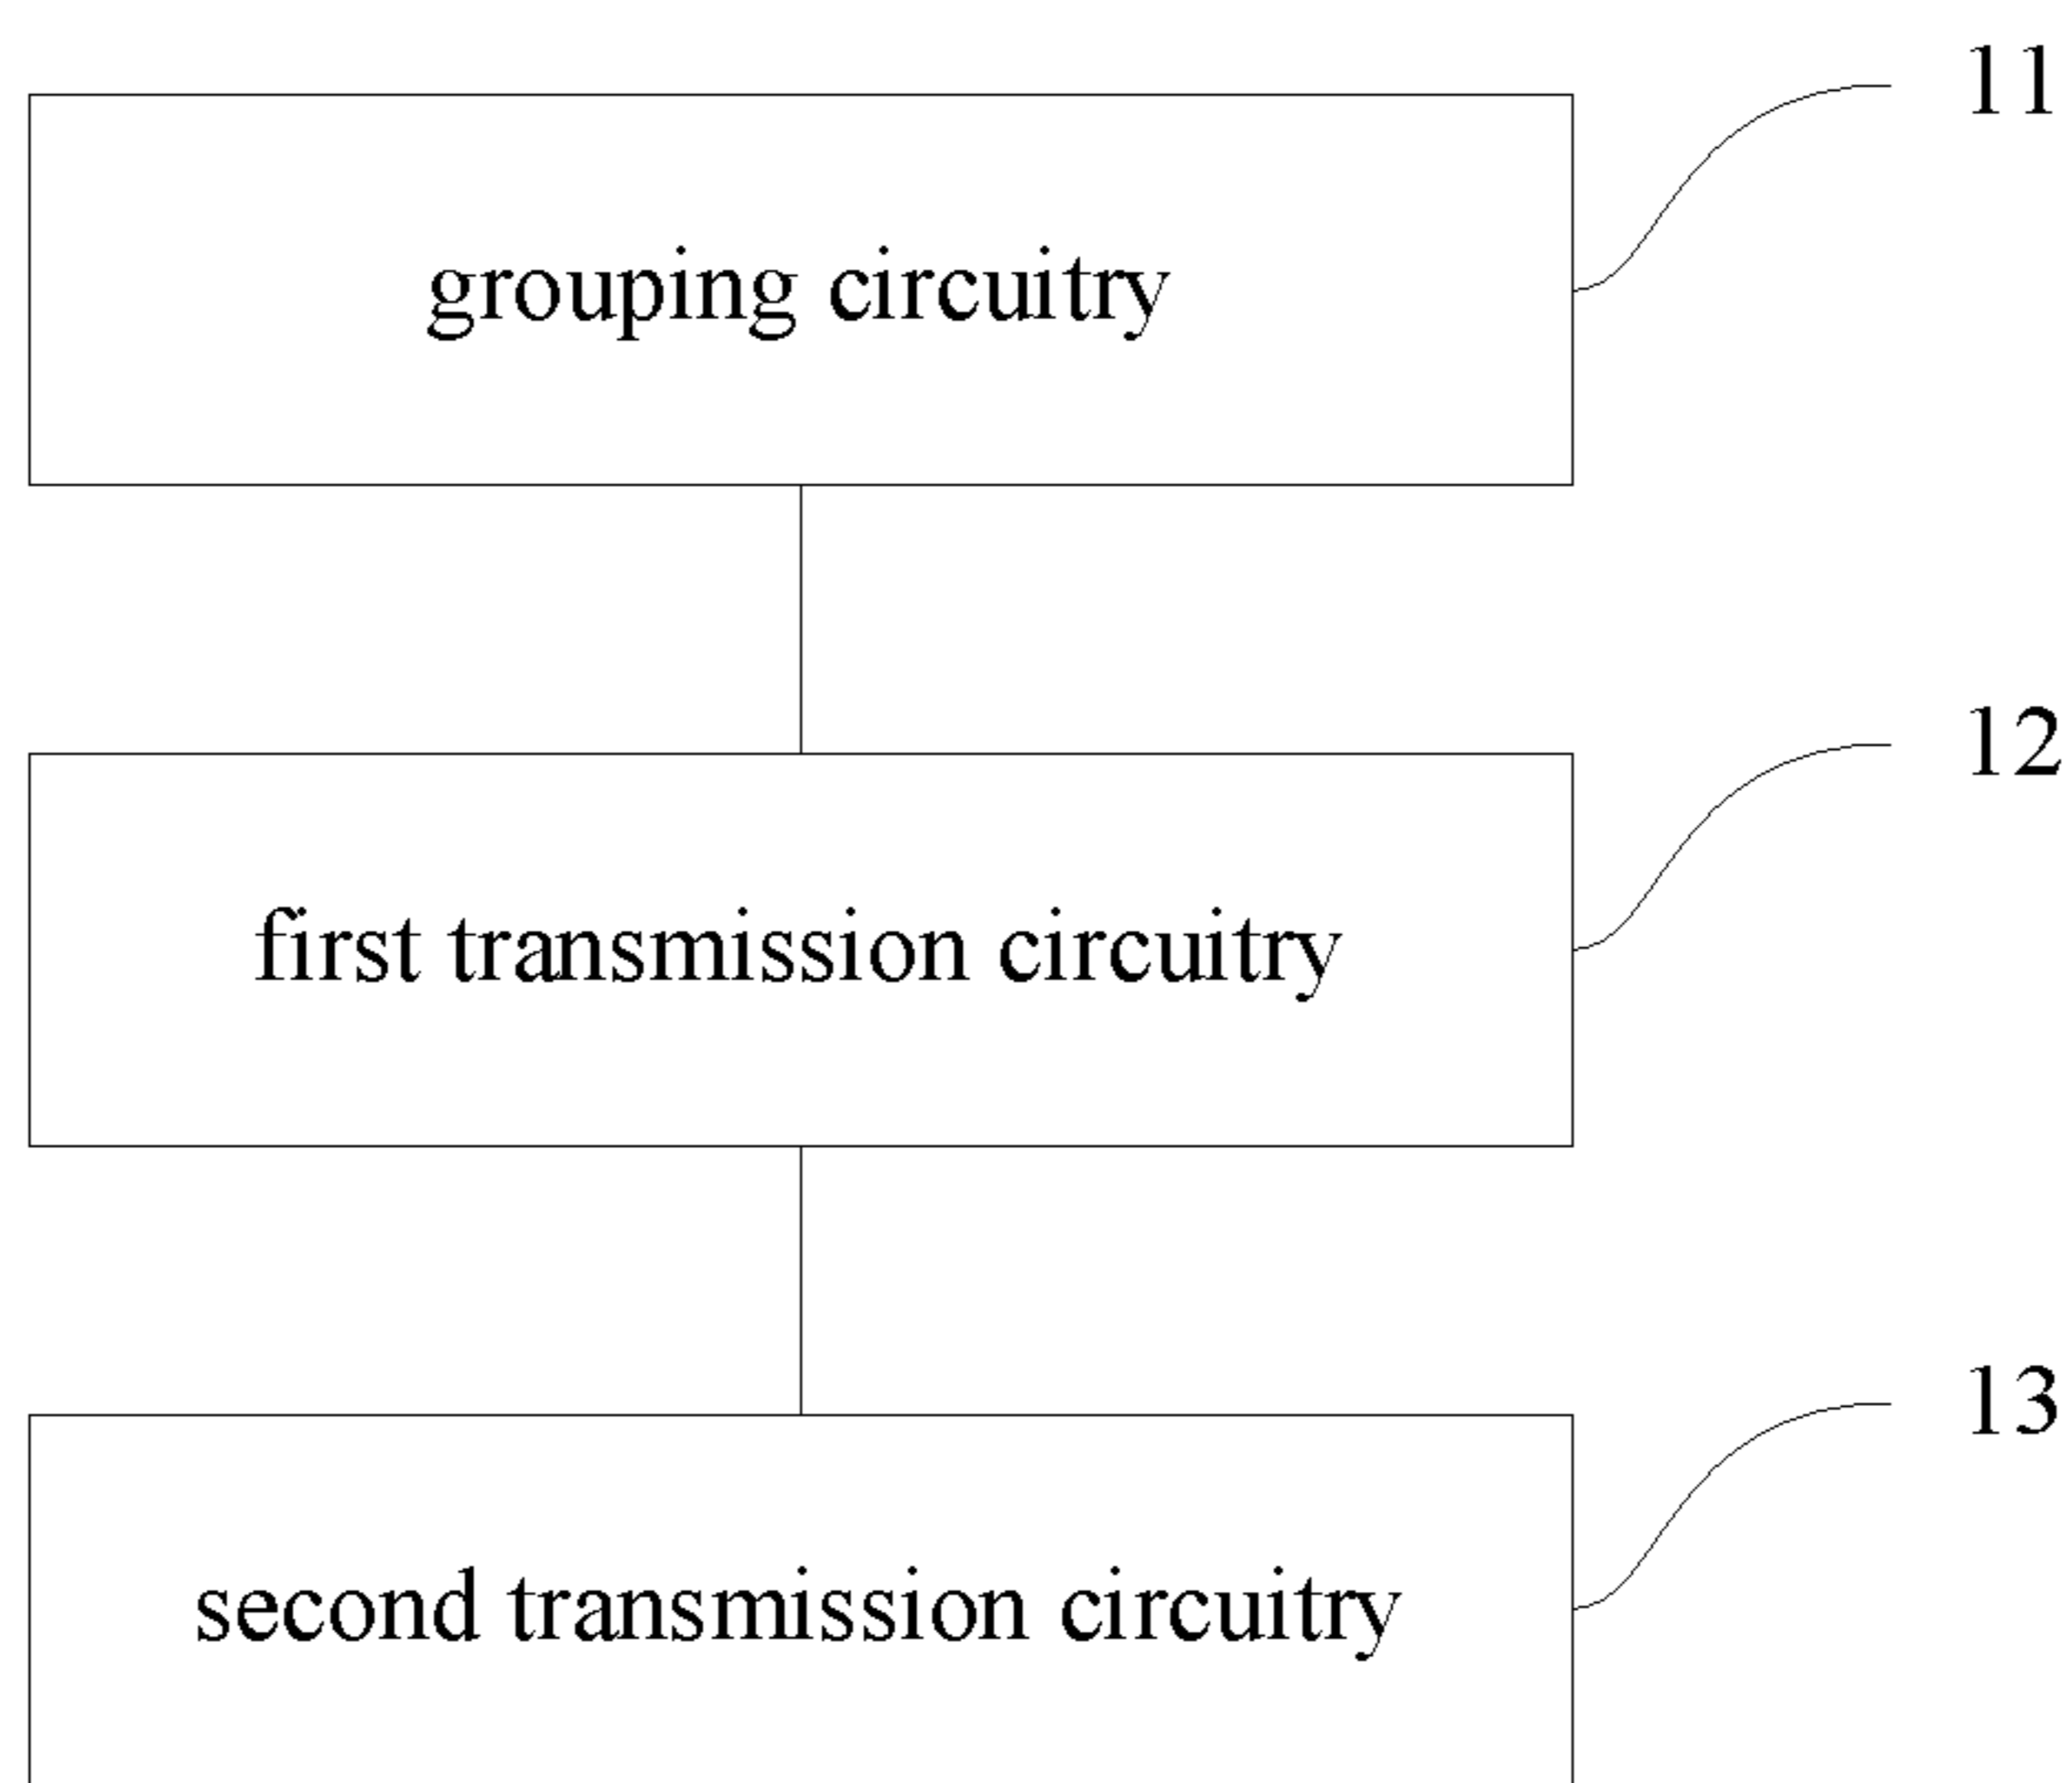 11
grouping circuitry
12
first transmission circuitry
13
second transmission circuitry